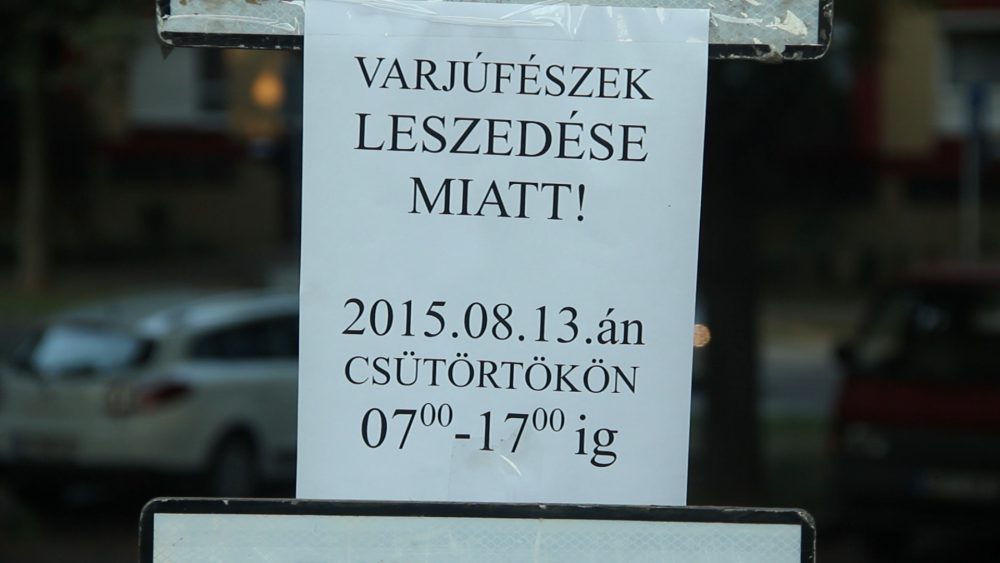 VARJÚFÉSZEK
LESZEDÉSE
MIATT!
2015.08.13.án
CSÜTÖRTÖKÖN
07⁰⁰-17⁰⁰ ig